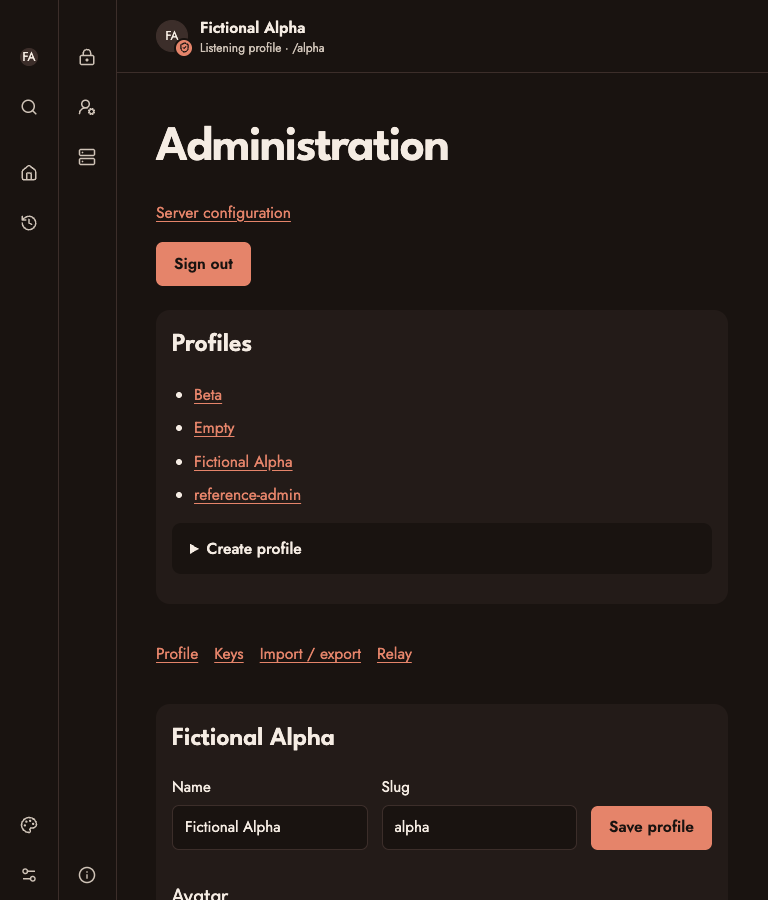 FA
FA
Fictional Alpha
Listening profile · /alpha
Administration
Server configuration
Sign out
Profiles
Beta
Empty
Fictional Alpha
reference-admin
Create profile
Profile Keys Import / export Relay
Fictional Alpha
Name Slug
Fictional Alpha alpha Save profile
Avatar